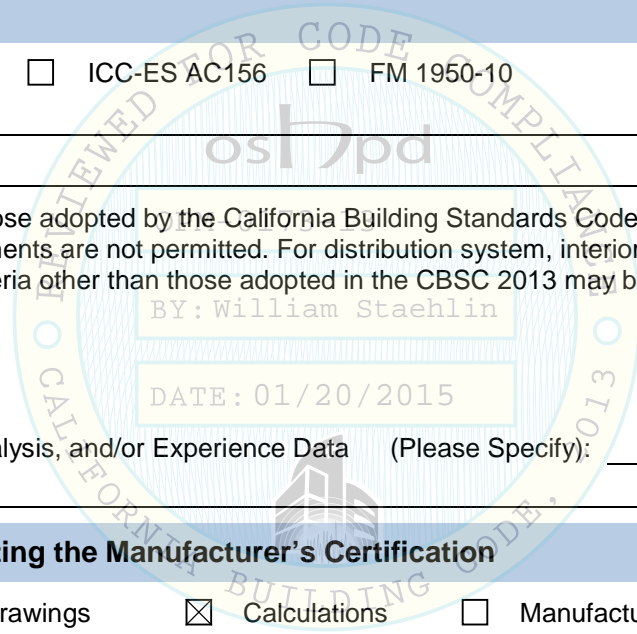 ☐ ICC-ES AC156 ☐ FM 1950-10
REVIEWED FOR CODE COMPLIANCE
oshpd
ose adopted by the California Building Standards Code
ents are not permitted. For distribution system, interior
eria other than those adopted in the CBSC 2013 may b
BY: William Staehlin
DATE: 01/20/2015
lysis, and/or Experience Data (Please Specify):
ting the Manufacturer's Certification
rawings ☒ Calculations ☐ Manufactu
CALIFORNIA BUILDING CODE, 2013